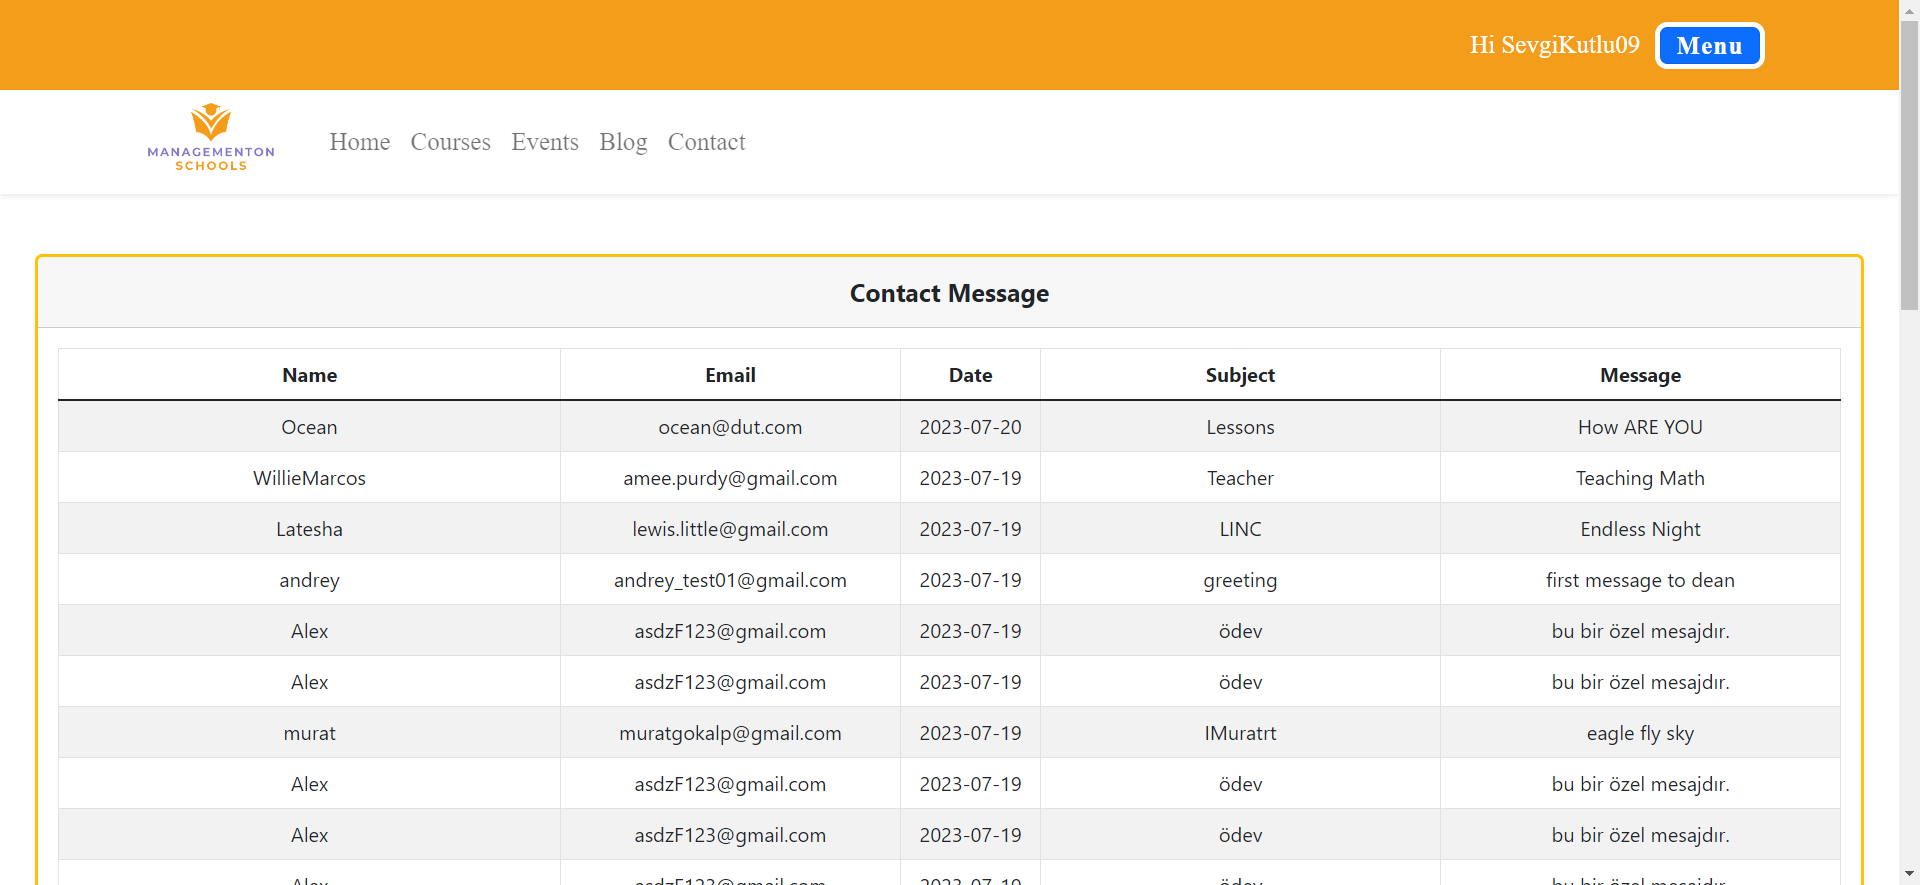 Hi SevgiKutlu09 Menu
MANAGEMENTON
SCHOOLS
Home Courses Events Blog Contact
Contact Message
Name Email Date Subject Message
Ocean ocean@dut.com 2023-07-20 Lessons How ARE YOU
WillieMarcos amee.purdy@gmail.com 2023-07-19 Teacher Teaching Math
Latesha lewis.little@gmail.com 2023-07-19 LINC Endless Night
andrey andrey_test01@gmail.com 2023-07-19 greeting first message to dean
Alex asdzF123@gmail.com 2023-07-19 ödev bu bir özel mesajdır.
Alex asdzF123@gmail.com 2023-07-19 ödev bu bir özel mesajdır.
murat muratgokalp@gmail.com 2023-07-19 IMuratrt eagle fly sky
Alex asdzF123@gmail.com 2023-07-19 ödev bu bir özel mesajdır.
Alex asdzF123@gmail.com 2023-07-19 ödev bu bir özel mesajdır.